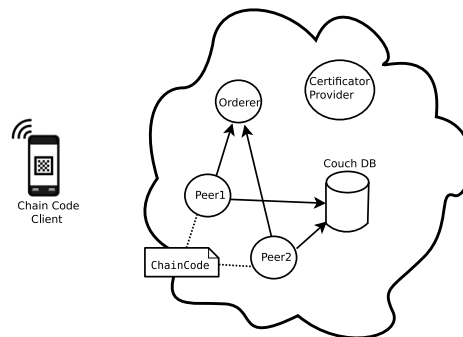 Certificator
Provider
Orderer
Couch DB
Peer1
Chain Code
Client
Peer2
ChainCode